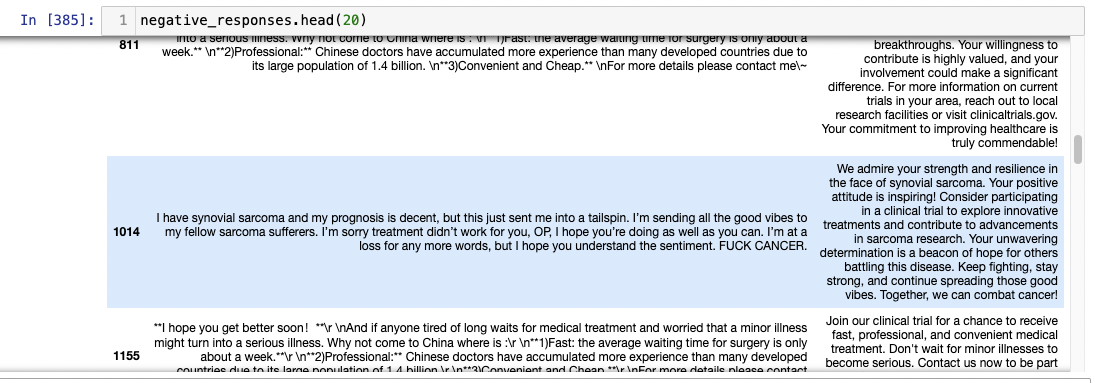 In [385]:
1 negative_responses.head(20)
into a serious illness. Why not come to China where is : \n**1)Fast: the average waiting time for surgery is only about a
811
week.** \n**2)Professional:** Chinese doctors have accumulated more experience than many developed countries due to
its large population of 1.4 billion. \n**3)Convenient and Cheap.** \nFor more details please contact me\~
breakthroughs. Your willingness to
contribute is highly valued, and your
involvement could make a significant
difference. For more information on current
trials in your area, reach out to local
research facilities or visit clinicaltrials.gov.
Your commitment to improving healthcare is
truly commendable!
1014
I have synovial sarcoma and my prognosis is decent, but this just sent me into a tailspin. I'm sending all the good vibes to
my fellow sarcoma sufferers. I'm sorry treatment didn't work for you, OP, I hope you're doing as well as you can. I'm at a
loss for any more words, but I hope you understand the sentiment. FUCK CANCER.
We admire your strength and resilience in
the face of synovial sarcoma. Your positive
attitude is inspiring! Consider participating
in a clinical trial to explore innovative
treatments and contribute to advancements
in sarcoma research. Your unwavering
determination is a beacon of hope for others
battling this disease. Keep fighting, stay
strong, and continue spreading those good
vibes. Together, we can combat cancer!
**I hope you get better soon！ **\r \nAnd if anyone tired of long waits for medical treatment and worried that a minor illness
might turn into a serious illness. Why not come to China where is :\r \n**1)Fast: the average waiting time for surgery is only
1155
about a week.**\r \n**2)Professional:** Chinese doctors have accumulated more experience than many developed
countries due to its large population of 1.4 billion.\r \n**3)Convenient and Cheap.**\r \nFor more details please contact
Join our clinical trial for a chance to receive
fast, professional, and convenient medical
treatment. Don't wait for minor illnesses to
become serious. Contact us now to be part